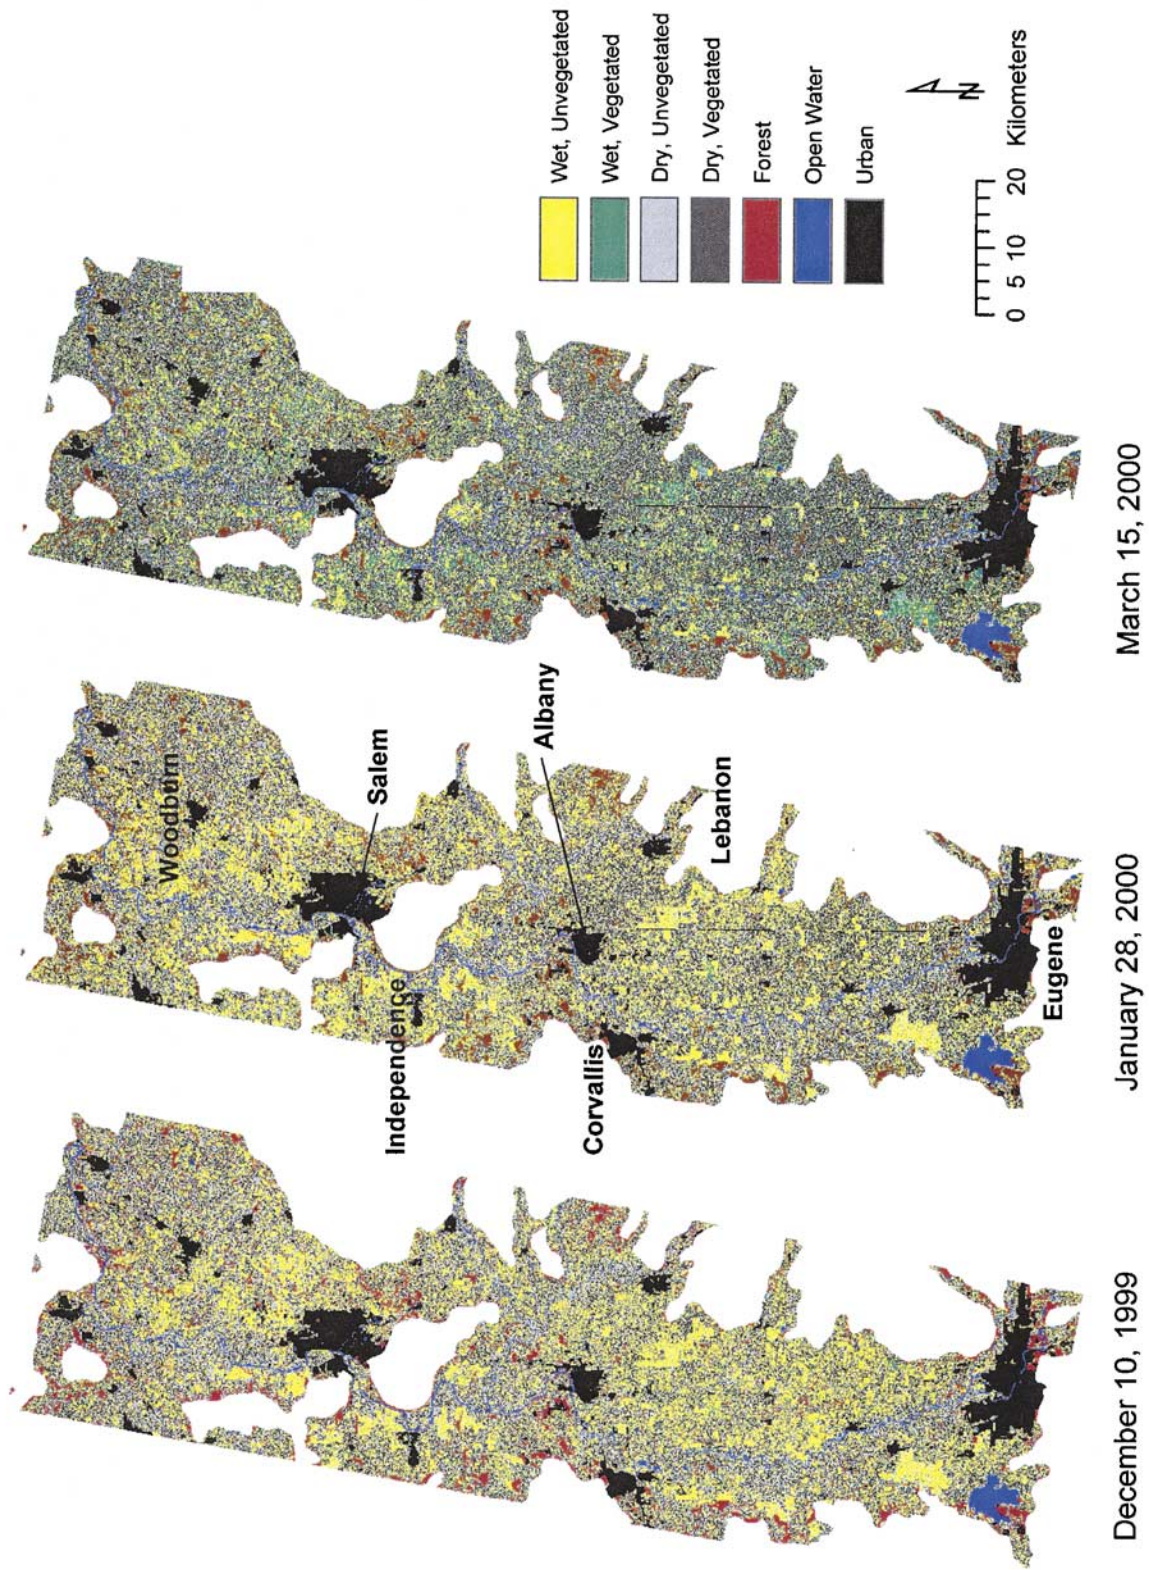 Woodburn
Salem
Independence
Albany
Corvallis
Lebanon
Eugene
Wet, Unvegetated
Wet, Vegetated
Dry, Unvegetated
Dry, Vegetated
Forest
Open Water
Urban
N
0 5 10 20 Kilometers
December 10, 1999
January 28, 2000
March 15, 2000